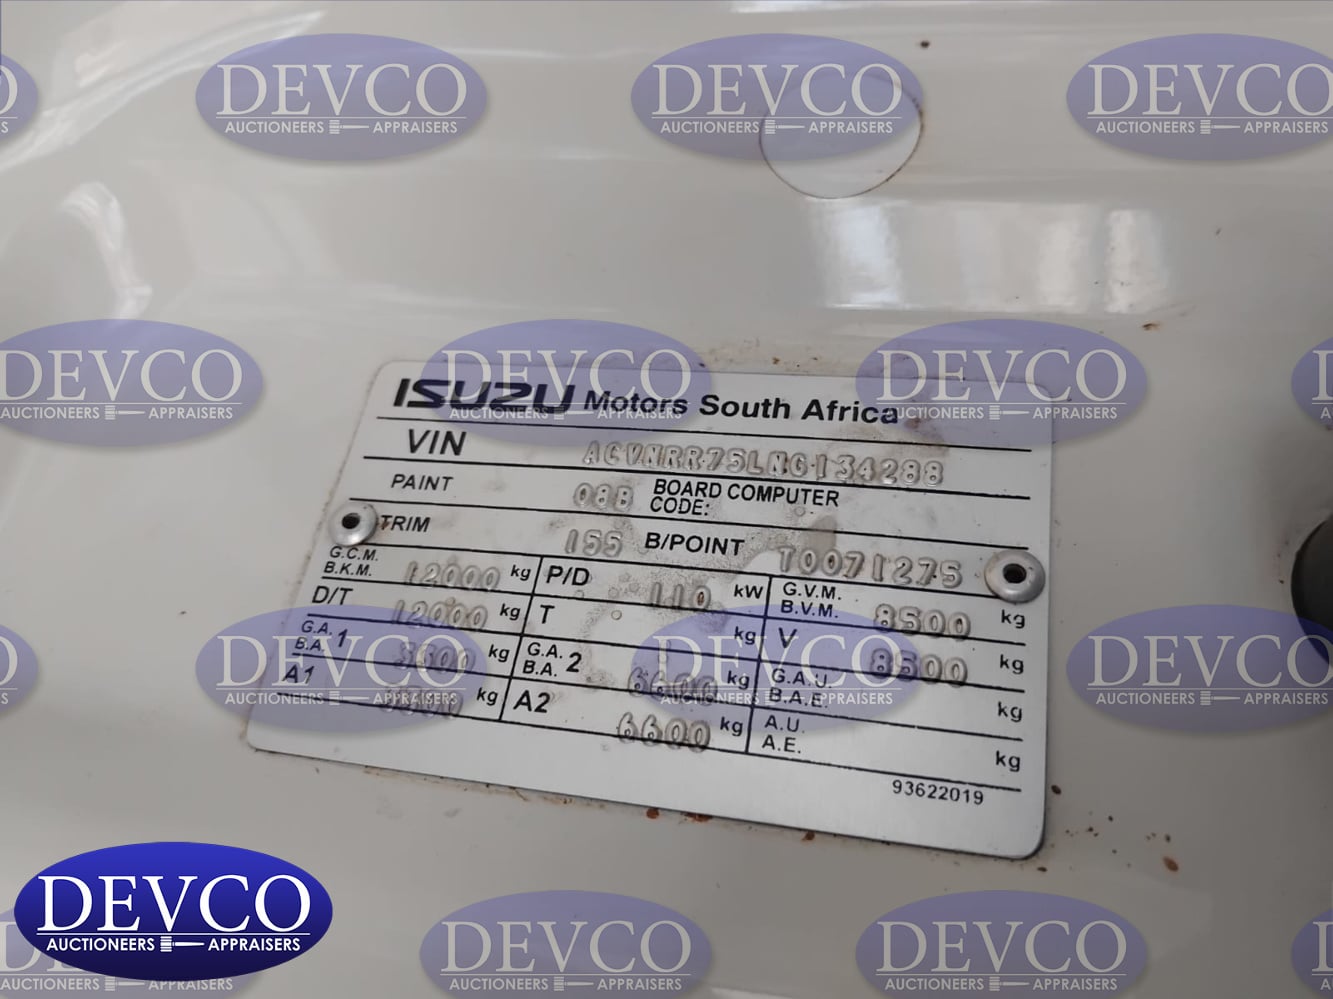 ISUZU Motors South Africa
VIN ACVNRR75LNG134288
PAINT 08B BOARD COMPUTER CODE:
TRIM 155 B/POINT T0071275
G.C.M. B.K.M. 12000 kg P/D 110 kW G.V.M. B.V.M. 8500 kg
D/T 12000 kg T kg V 8500 kg
G.A. B.A. 1 3600 kg G.A. B.A. 2 6600 kg G.A.U. B.A.E. kg
A1 kg A2 6600 kg A.U. A.E. kg
93622019
DEVCO
AUCTIONEERS APPRAISERS